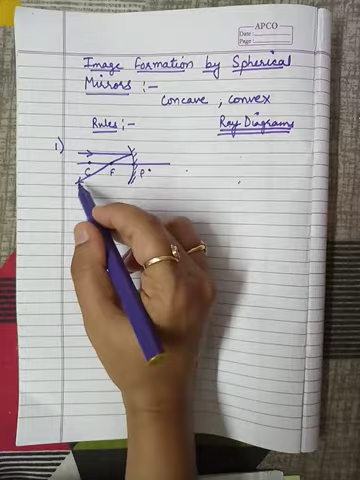 APCO
Date :
Page :
Image Formation by Spherical
Mirrors :-
Concave , convex
Rules :-
Ray Diagrams
1)
C F P